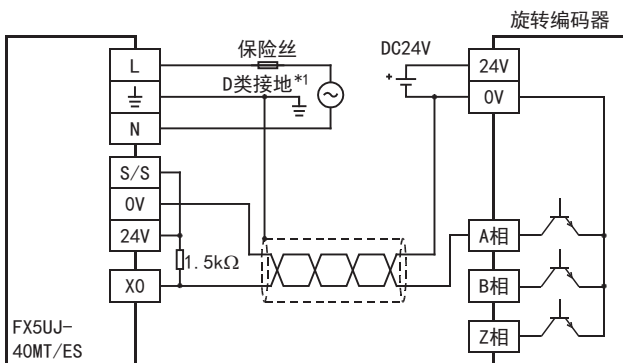 旋转编码器
保险丝
DC24V
L
24V
D类接地*1
+
0V
N
S/S
0V
24V
A相
1.5kΩ
X0
B相
FX5UJ-
40MT/ES
Z相